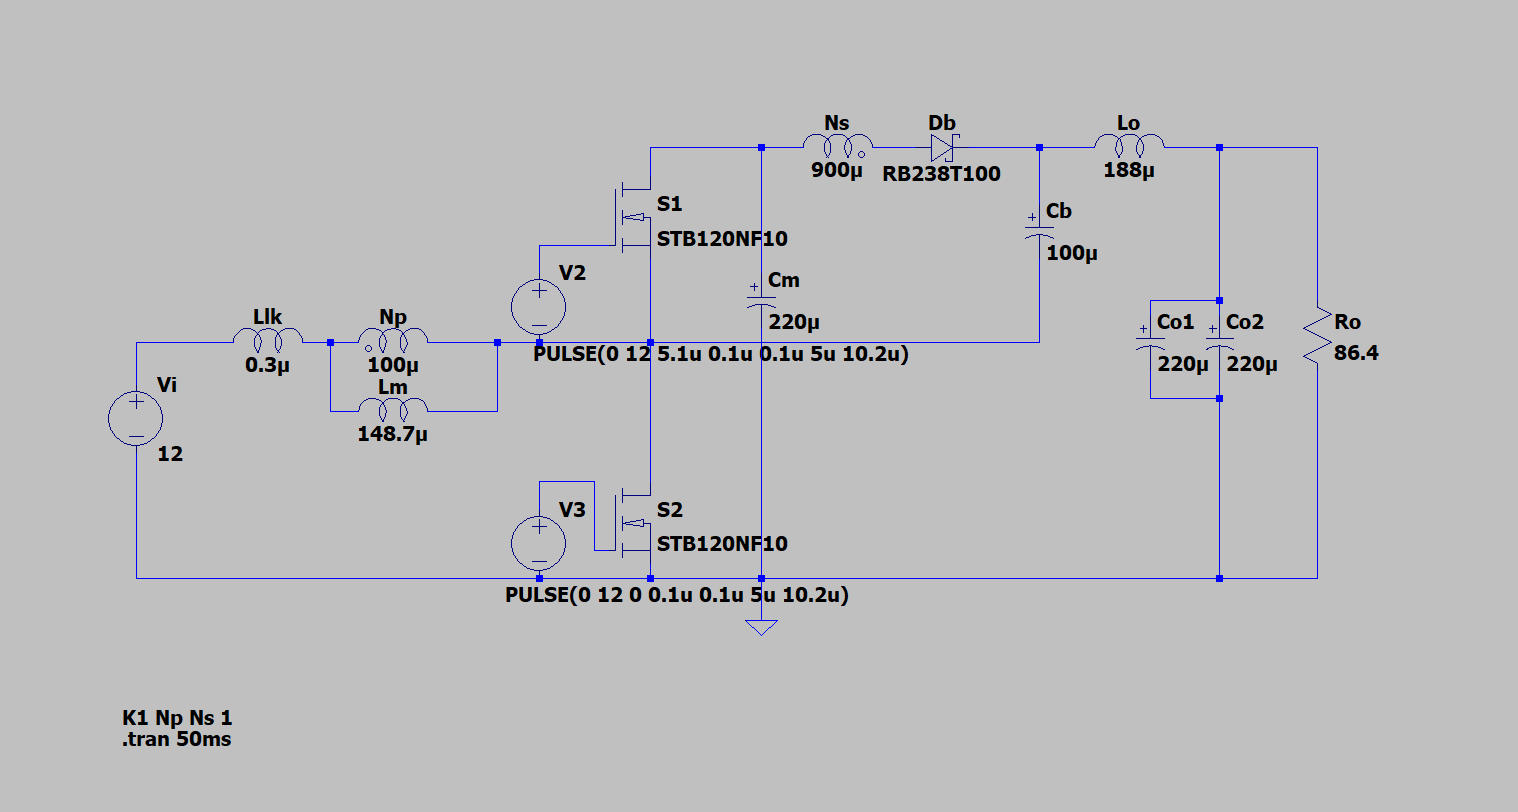 Ns
900µ
Db
RB238T100
Lo
188µ
S1
STB120NF10
Cb
100µ
V2
Cm
220µ
Llk
0.3µ
Np
100µ
PULSE(0 12 5.1u 0.1u 0.1u 5u 10.2u)
Co1
220µ
Co2
220µ
Ro
86.4
Vi
12
Lm
148.7µ
V3
S2
STB120NF10
PULSE(0 12 0 0.1u 0.1u 5u 10.2u)
K1 Np Ns 1
.tran 50ms